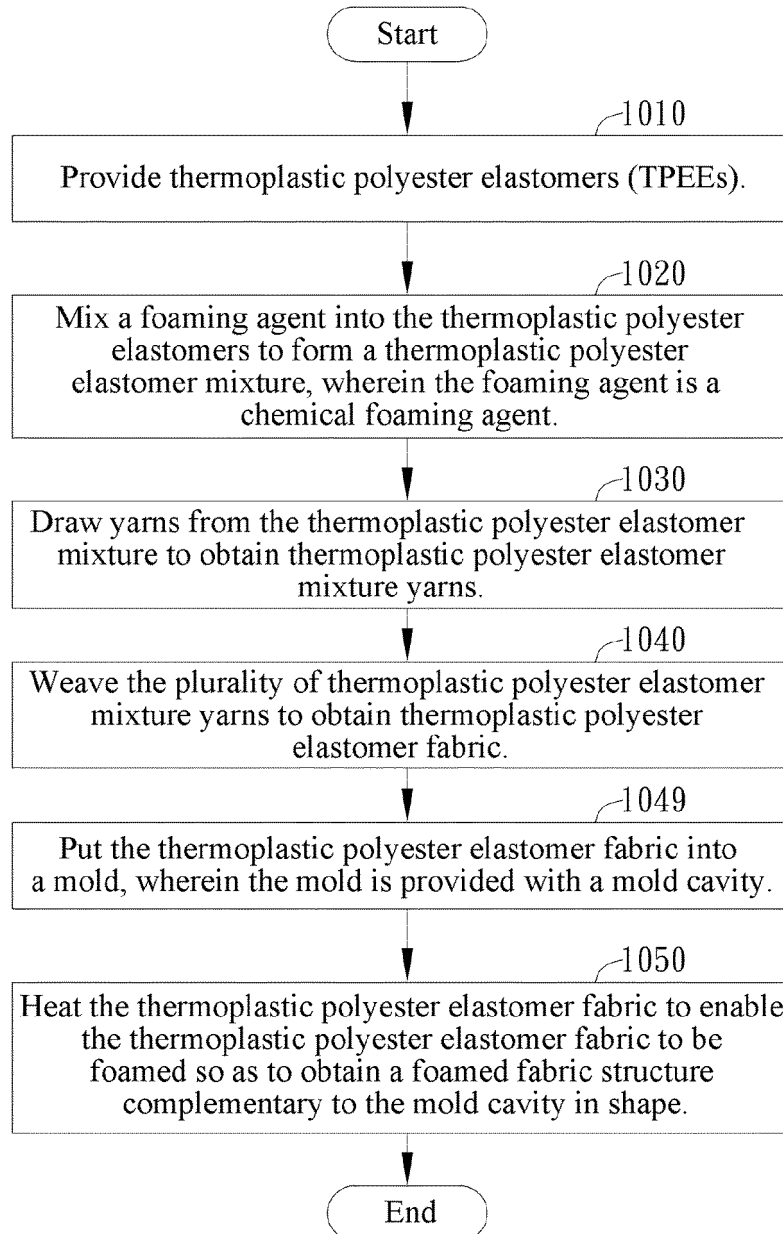 Start
1010
Provide thermoplastic polyester elastomers (TPEEs).
1020
Mix a foaming agent into the thermoplastic polyester
elastomers to form a thermoplastic polyester
elastomer mixture, wherein the foaming agent is a
chemical foaming agent.
1030
Draw yarns from the thermoplastic polyester elastomer
mixture to obtain thermoplastic polyester elastomer
mixture yarns.
1040
Weave the plurality of thermoplastic polyester elastomer
mixture yarns to obtain thermoplastic polyester
elastomer fabric.
1049
Put the thermoplastic polyester elastomer fabric into
a mold, wherein the mold is provided with a mold cavity.
1050
Heat the thermoplastic polyester elastomer fabric to enable
the thermoplastic polyester elastomer fabric to be
foamed so as to obtain a foamed fabric structure
complementary to the mold cavity in shape.
End